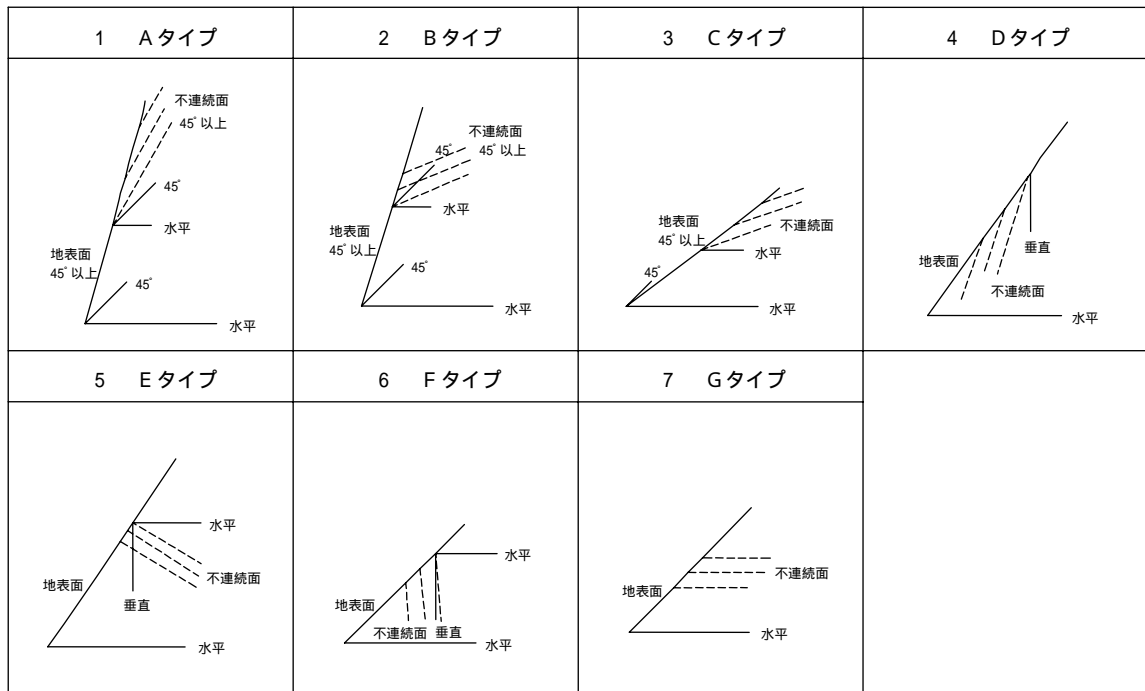 1 Aタイプ
2 Bタイプ
3 Cタイプ
4 Dタイプ
不連続面
45°以上
45°
水平
地表面
45°以上
45°
水平
不連続面
45°
45°以上
水平
地表面
45°以上
45°
水平
地表面
45°以上
不連続面
水平
45°
水平
地表面
垂直
不連続面
水平
5 Eタイプ
6 Fタイプ
7 Gタイプ
水平
不連続面
地表面
垂直
水平
水平
地表面
不連続面 垂直
水平
不連続面
地表面
水平